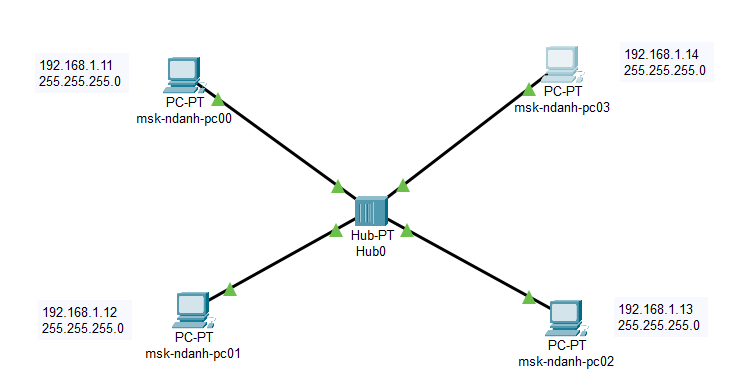 192.168.1.11
255.255.255.0
PC-PT
msk-ndanh-pc00
192.168.1.14
255.255.255.0
PC-PT
msk-ndanh-pc03
Hub-PT
Hub0
192.168.1.12
255.255.255.0
PC-PT
msk-ndanh-pc01
192.168.1.13
255.255.255.0
PC-PT
msk-ndanh-pc02